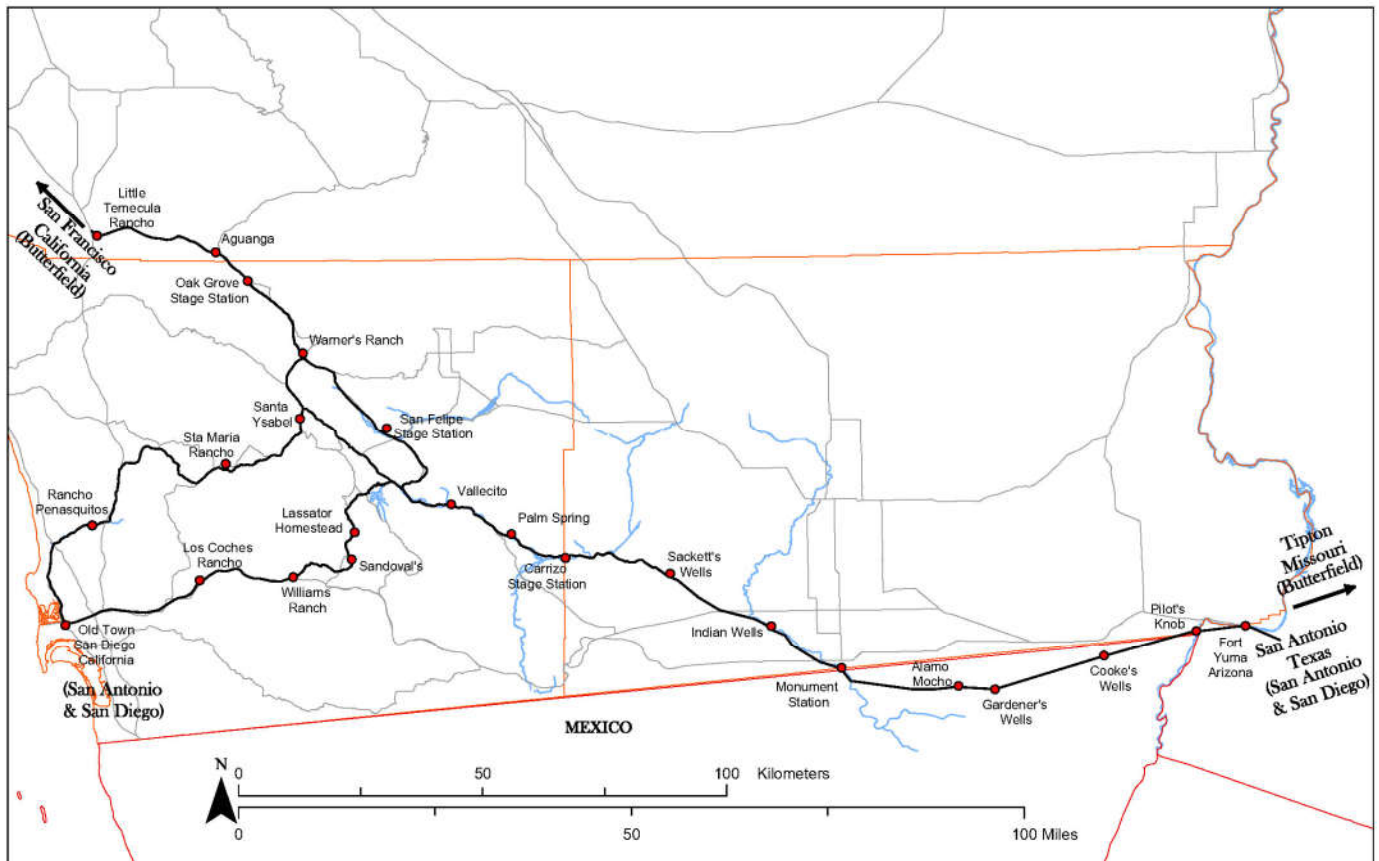 Little
Temecula
Rancho
San Francisco
California
(Butterfield)
Aguanga
Oak Grove
Stage Station
Warner's Ranch
Santa
Ysabel
San Felipe
Stage Station
Sta Maria
Rancho
Rancho
Penasquitos
Lassator
Homestead
Vallecito
Palm Spring
Los Coches
Rancho
Sandoval's
Williams
Ranch
Carrizo
Stage Station
Sackett's
Wells
Tipton
Missouri
(Butterfield)
Old Town
San Diego
California
(San Antonio
& San Diego)
Indian Wells
Pilot's
Knob
Fort
Yuma
Arizona
San Antonio
Texas
(San Antonio
& San Diego)
Monument
Station
Alamo
Mocho
Gardener's
Wells
Cooke's
Wells
MEXICO
N
0 50 100 Kilometers
0 50 100 Miles